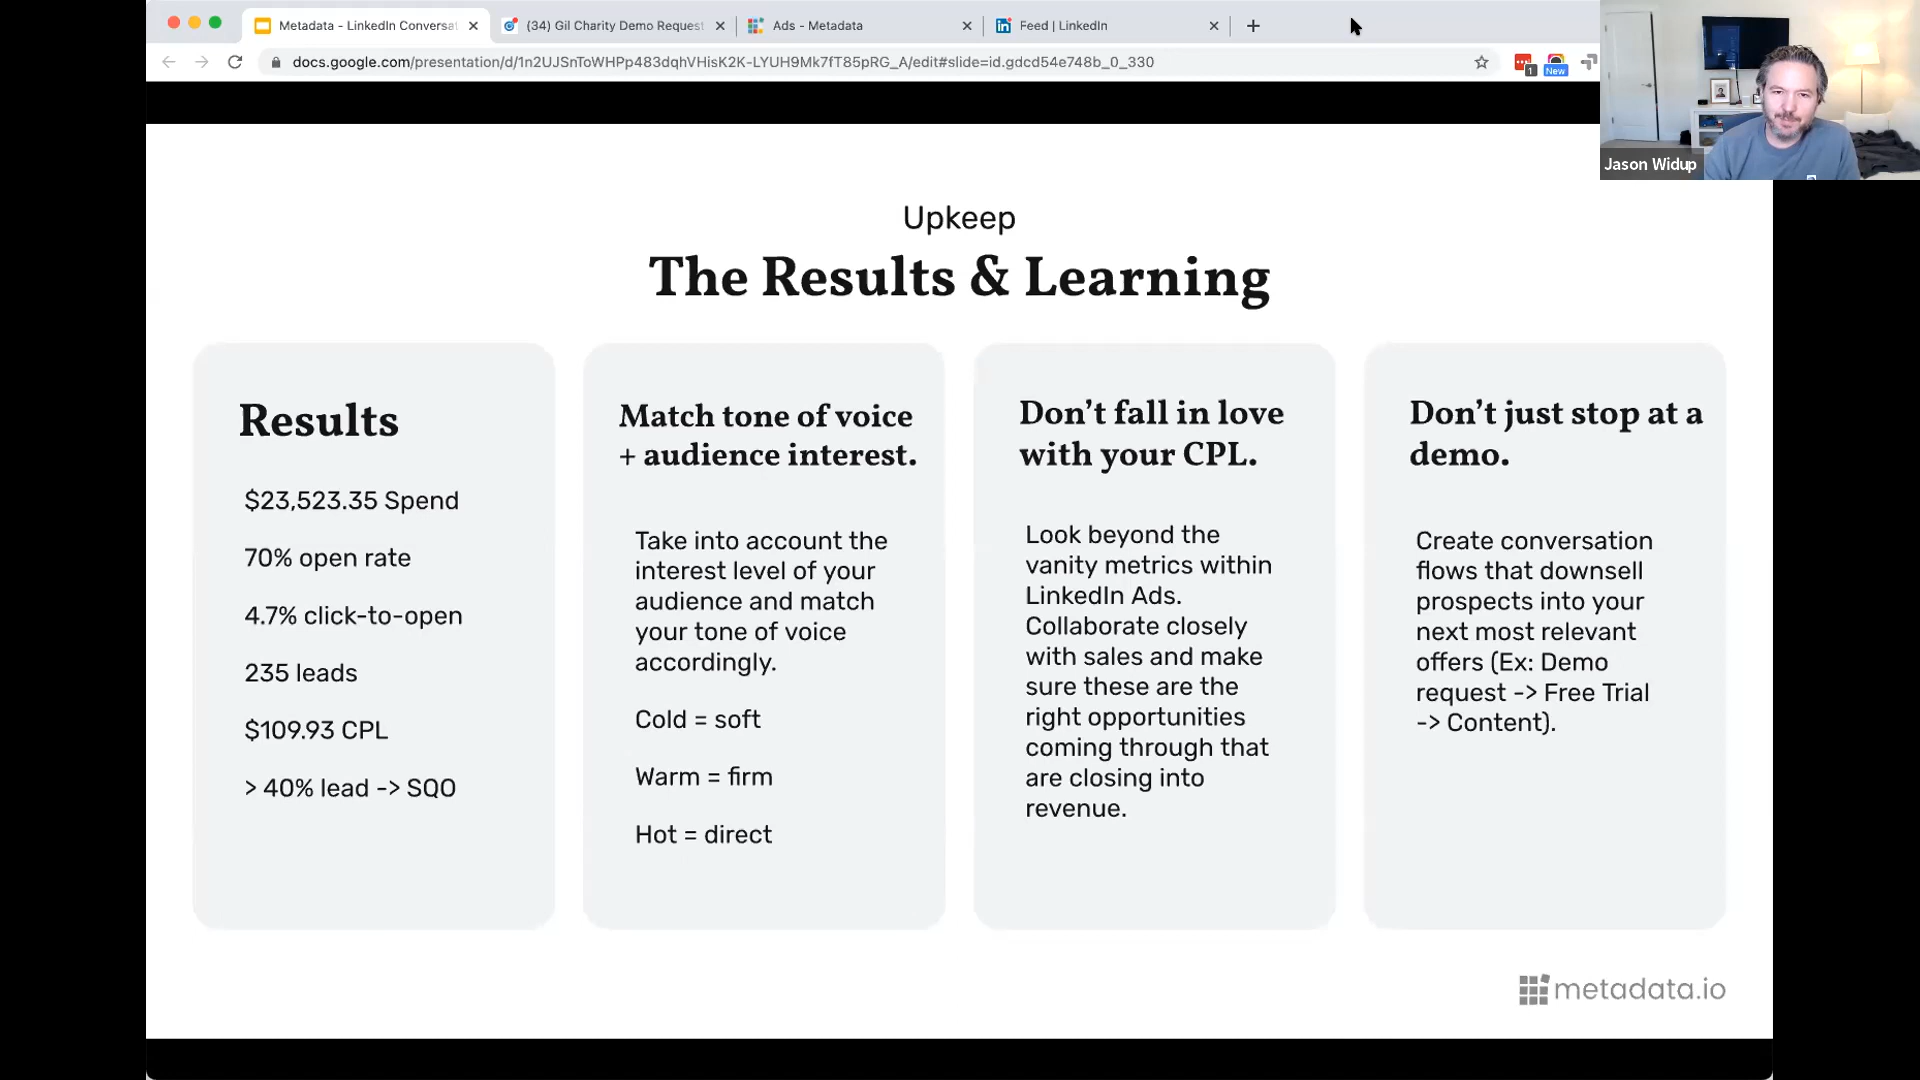 Metadata - LinkedIn Conversat
(34) Gil Charity Demo Request
Ads - Metadata
Feed | LinkedIn
docs.google.com/presentation/d/1n2UJSnToWHPp483dqhVHisK2K-LYUH9Mk7fT85pRG_A/edit#slide=id.gdcd54e748b_0_330
1
New
Jason Widup
Upkeep
The Results & Learning
Results
$23,523.35 Spend
70% open rate
4.7% click-to-open
235 leads
$109.93 CPL
> 40% lead -> SQO
Match tone of voice
+ audience interest.
Take into account the
interest level of your
audience and match
your tone of voice
accordingly.
Cold = soft
Warm = firm
Hot = direct
Don't fall in love
with your CPL.
Look beyond the
vanity metrics within
LinkedIn Ads.
Collaborate closely
with sales and make
sure these are the
right opportunities
coming through that
are closing into
revenue.
Don't just stop at a
demo.
Create conversation
flows that downsell
prospects into your
next most relevant
offers (Ex: Demo
request -> Free Trial
-> Content).
metadata.io